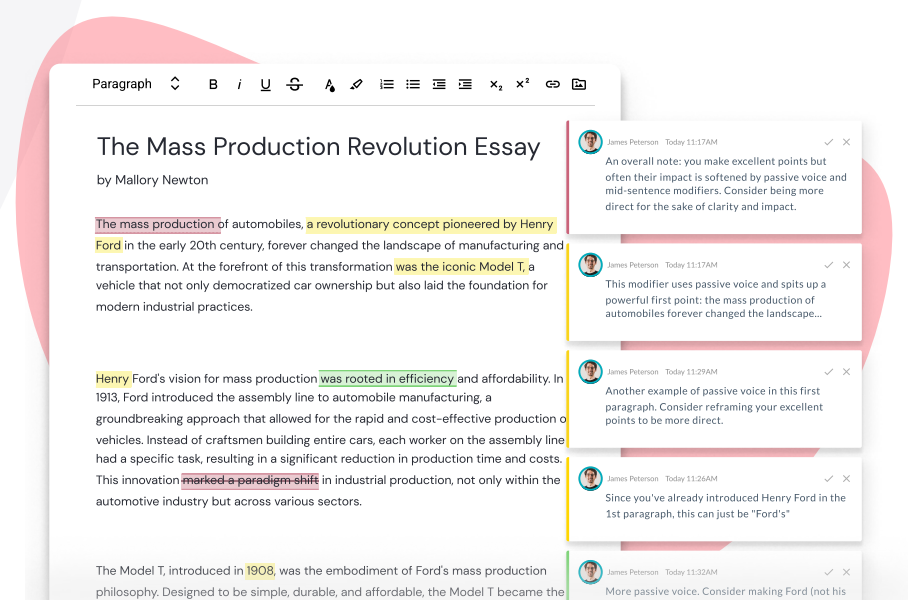 Paragraph B i U S A X₂ X²
The Mass Production Revolution Essay
by Mallory Newton
The mass production of automobiles, a revolutionary concept pioneered by Henry
Ford in the early 20th century, forever changed the landscape of manufacturing and
transportation. At the forefront of this transformation was the iconic Model T, a
vehicle that not only democratized car ownership but also laid the foundation for
modern industrial practices.
Henry Ford's vision for mass production was rooted in efficiency and affordability. In
1913, Ford introduced the assembly line to automobile manufacturing, a
groundbreaking approach that allowed for the rapid and cost-effective production o
vehicles. Instead of craftsmen building entire cars, each worker on the assembly line
had a specific task, resulting in a significant reduction in production time and costs.
This innovation marked a paradigm shift in industrial production, not only within the
automotive industry but across various sectors.
The Model T, introduced in 1908, was the embodiment of Ford's mass production
philosophy. Designed to be simple, durable, and affordable, the Model T became the
James Peterson Today 11:17AM
An overall note: you make excellent points but
often their impact is softened by passive voice and
mid-sentence modifiers. Consider being more
direct for the sake of clarity and impact.
James Peterson Today 11:17AM
This modifier uses passive voice and spits up a
powerful first point: the mass production of
automobiles forever changed the landscape...
James Peterson Today 11:29AM
Another example of passive voice in this first
paragraph. Consider reframing your excellent
points to be more direct.
James Peterson Today 11:26AM
Since you've already introduced Henry Ford in the
1st paragraph, this can just be "Ford's"
James Peterson Today 11:32AM
More passive voice. Consider making Ford (not his